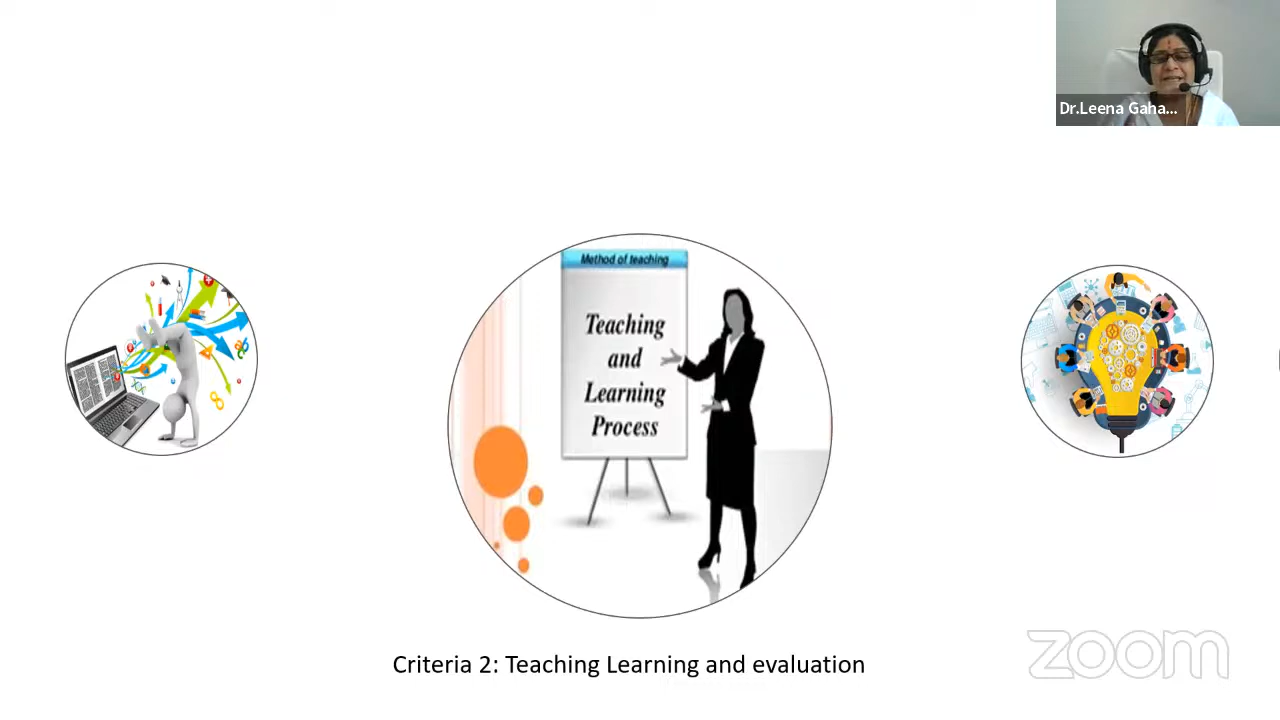 Dr.Leena Gaha...
Method of teaching
Teaching
and
Learning
Process
Criteria 2: Teaching Learning and evaluation
zoom